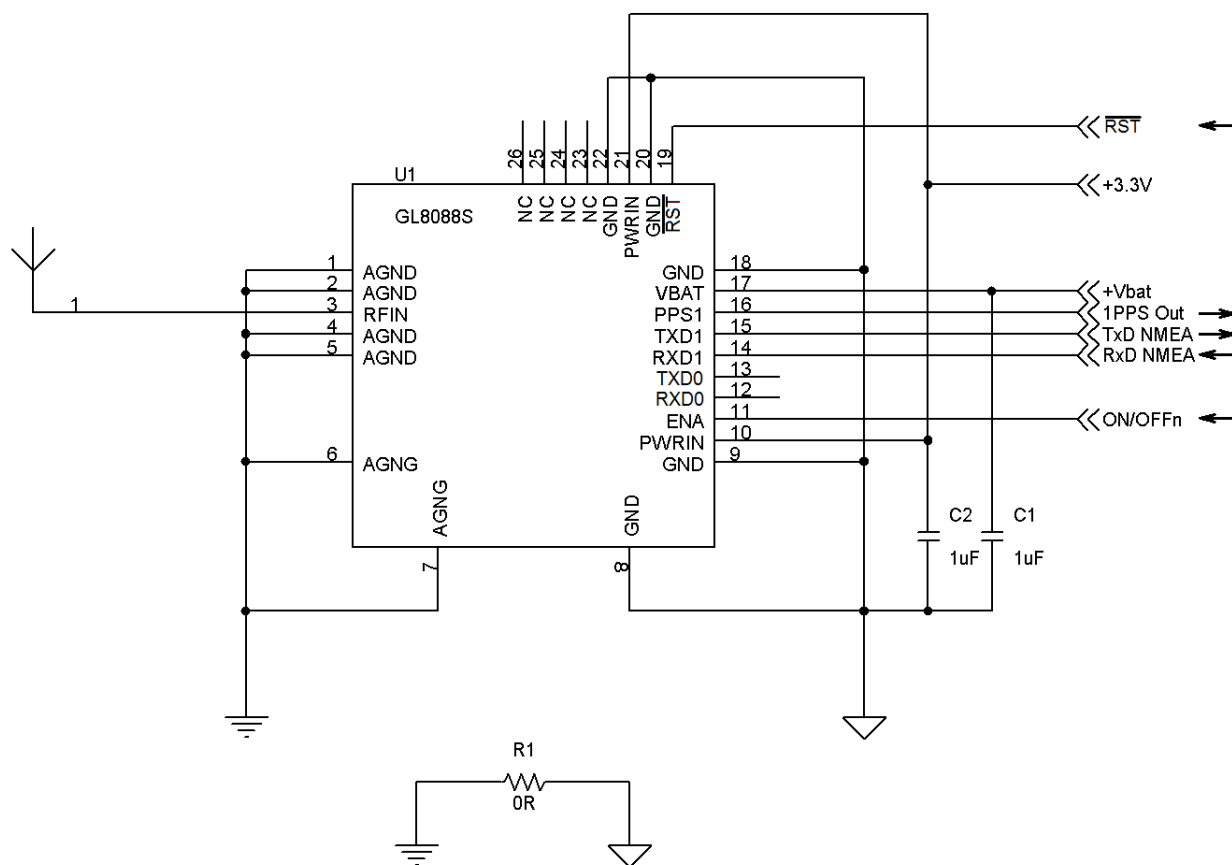 RST
+3.3V
26
25
24
23
22
21
20
19
U1
GL8088S
NC
NC
NC
NC
GND
PWRIN
GND
RST
1
AGND
2
AGND
1
3
RFIN
4
AGND
5
AGND
6
AGNG
GND
18
VBAT
17
+Vbat
PPS1
16
1PPS Out
TXD1
15
TxD NMEA
RXD1
14
RxD NMEA
TXD0
13
RXD0
12
ENA
11
ON/OFFn
PWRIN
10
GND
9
AGNG
7
GND
8
C2
1uF
C1
1uF
R1
0R